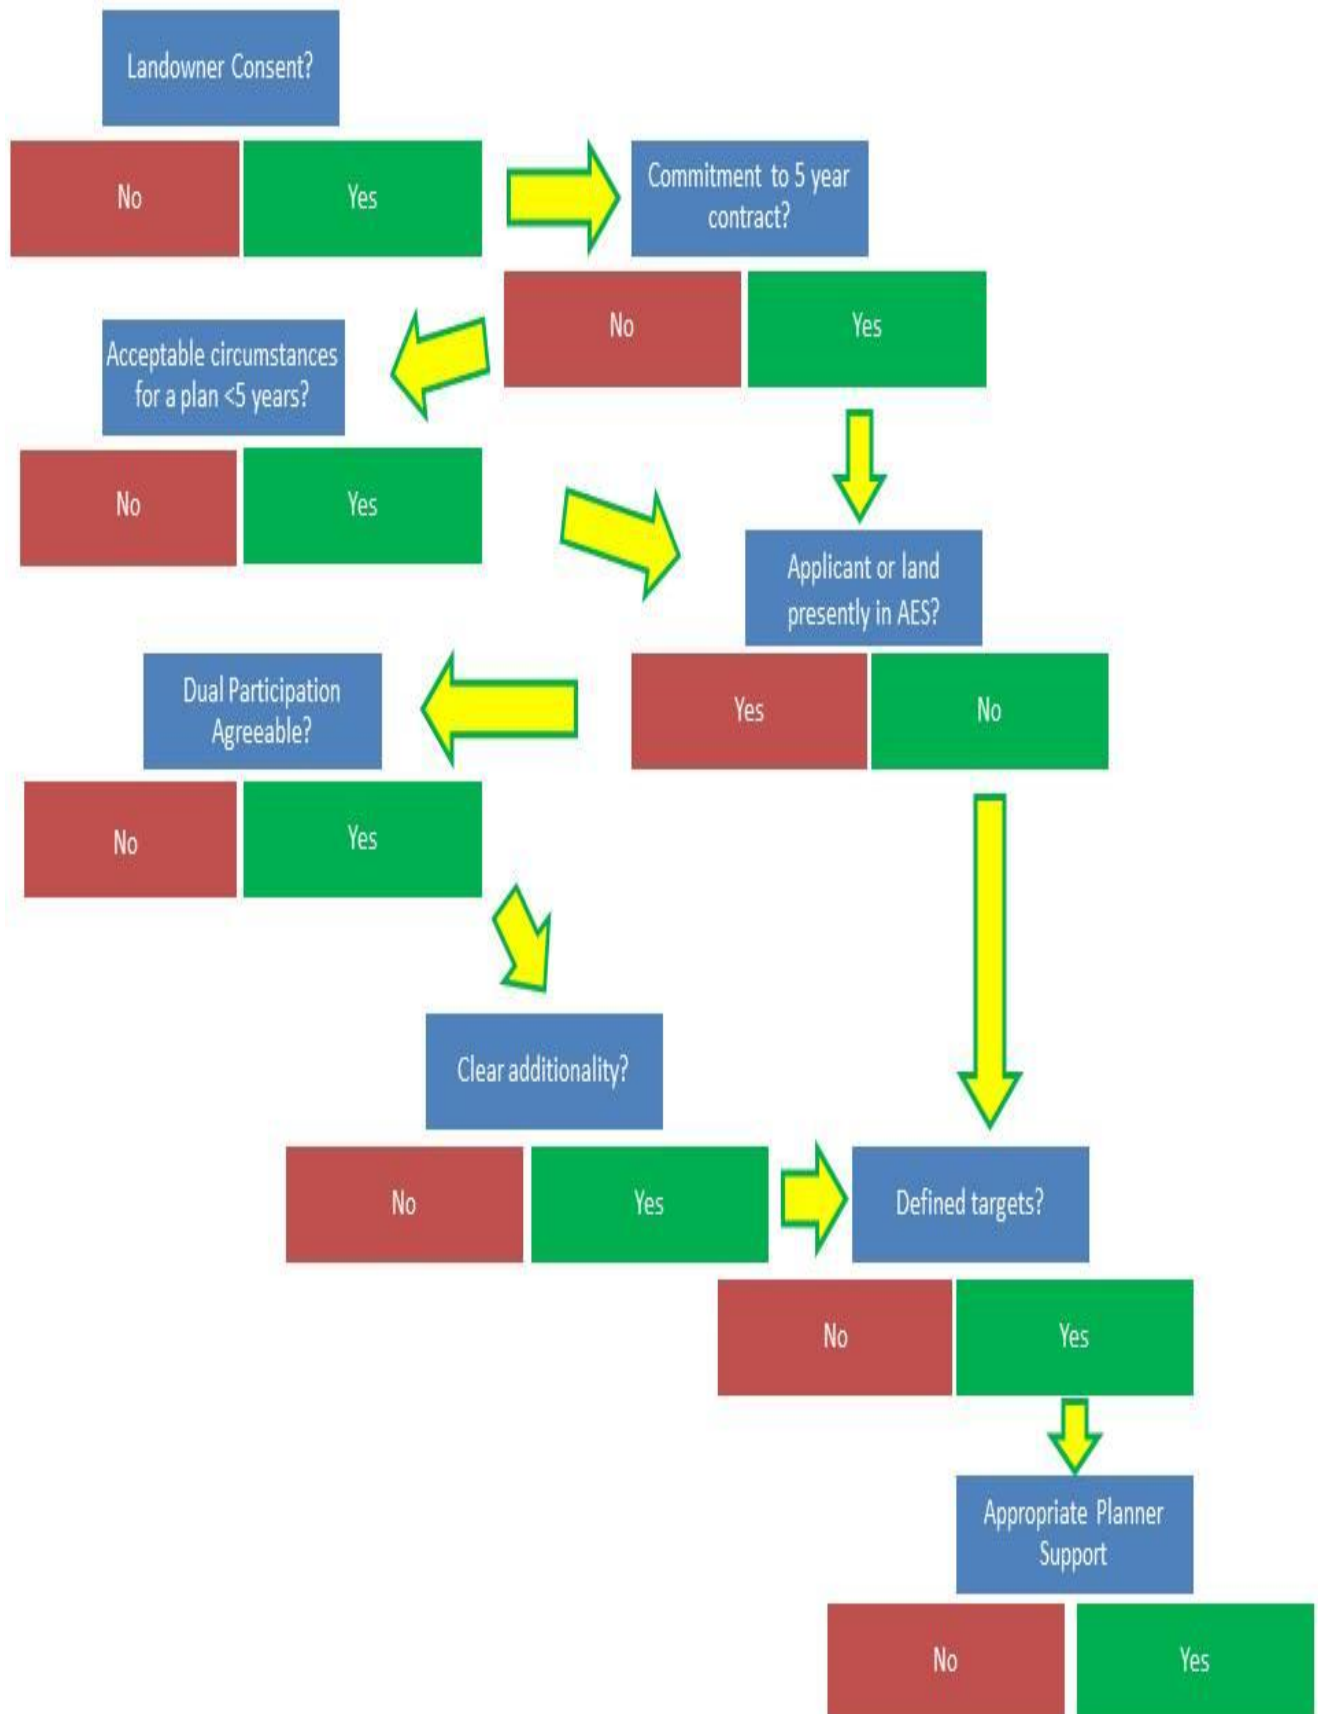 Landowner Consent?
No
Yes
Commitment to 5 year
contract?
No
Yes
Acceptable circumstances
for a plan <5 years?
No
Yes
Applicant or land
presently in AES?
Yes
No
Dual Participation
Agreeable?
No
Yes
Clear additionality?
No
Yes
Defined targets?
No
Yes
Appropriate Planner
Support
No
Yes